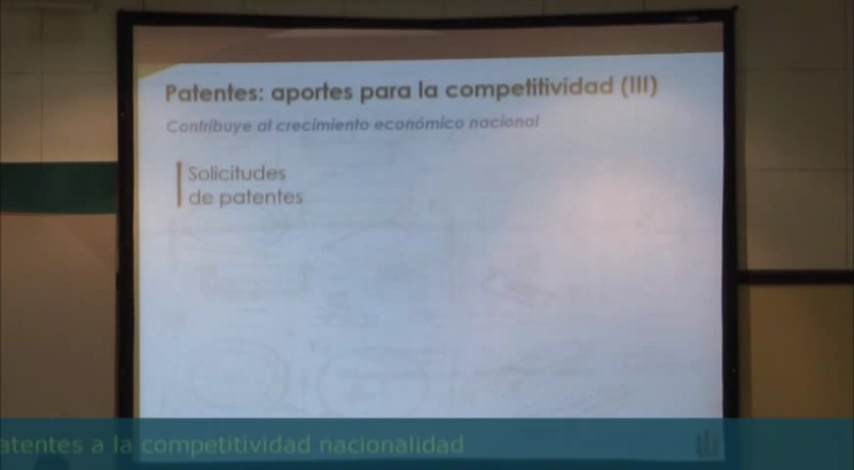 Patentes: aportes para la competitividad (III)
Contribuye al crecimiento económico nacional
Solicitudes
de patentes
atentes a la competitividad nacionalidad